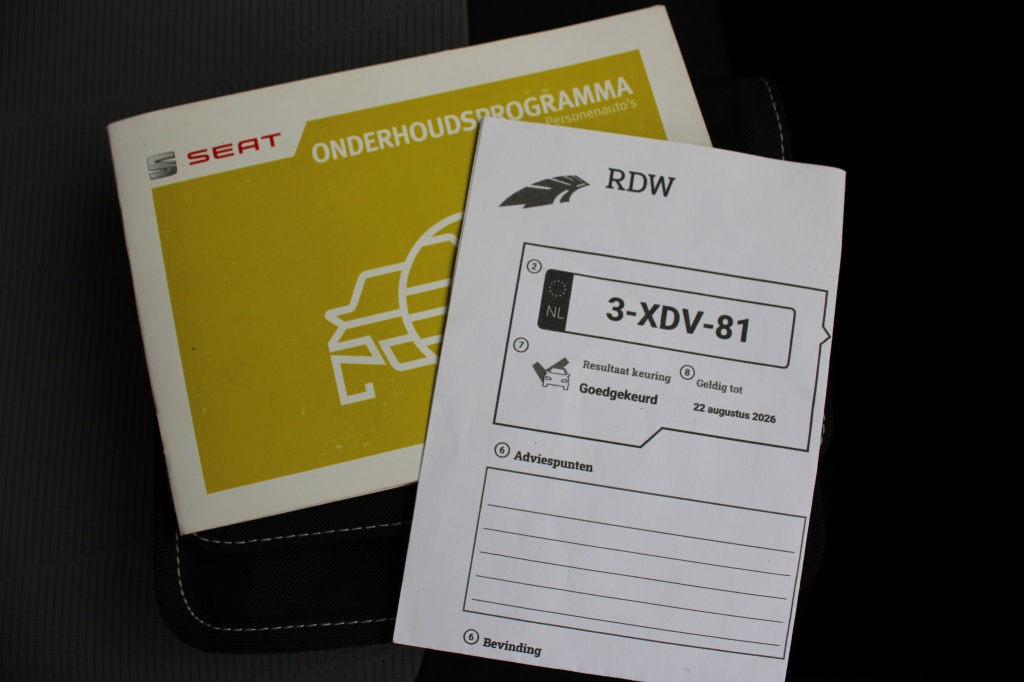 SEAT
ONDERHOUDSPROGRAMMA
Personenauto's
RDW
2
NL
3-XDV-81
7
Resultaat keuring
Goedgekeurd
8
Geldig tot
22 augustus 2026
6 Adviespunten
6 Bevinding